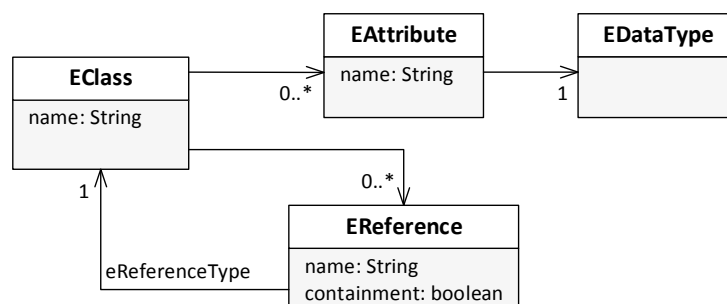 EAttribute
name: String
EDataType
EClass
name: String
0..*
1
0..*
1
EReference
name: String
containment: boolean
eReferenceType